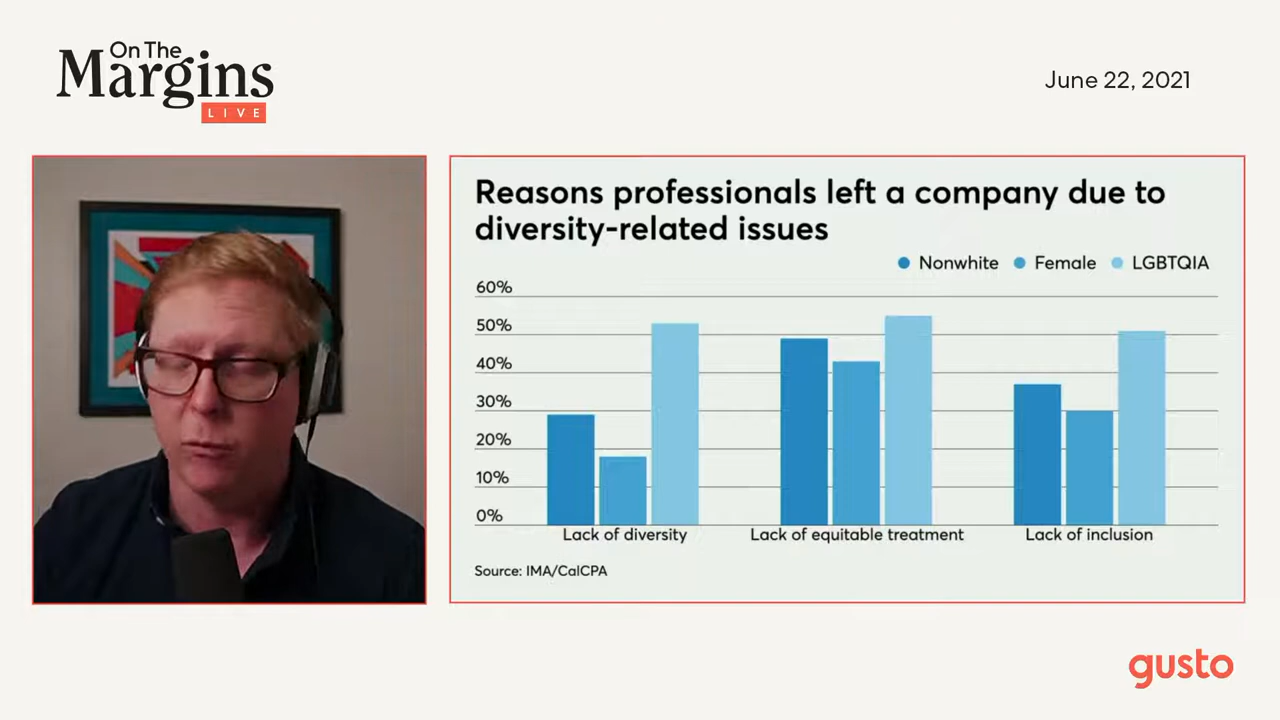 On The
Margins
LIVE
June 22, 2021
Reasons professionals left a company due to
diversity-related issues
Nonwhite Female LGBTQIA
60%
50%
40%
30%
20%
10%
0%
Lack of diversity Lack of equitable treatment Lack of inclusion
Source: IMA/CalCPA
gusto